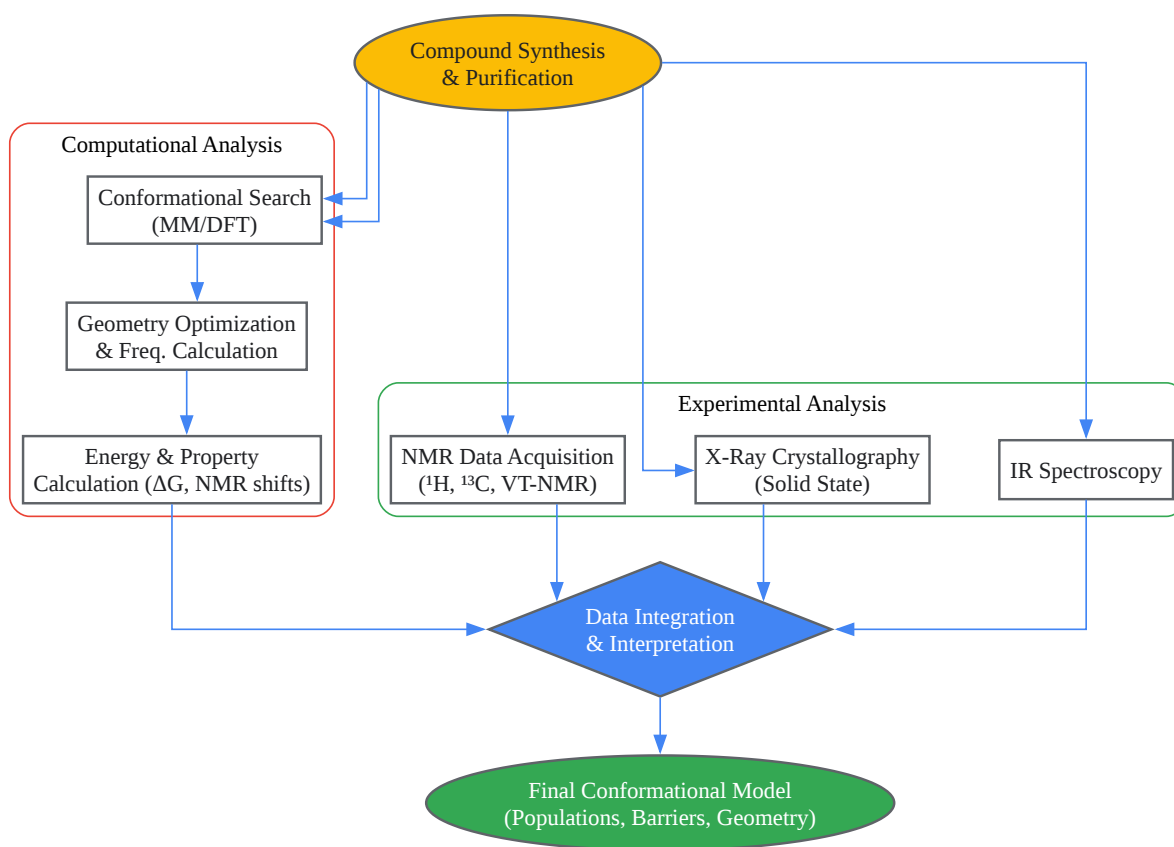 Compound Synthesis
& Purification
Computational Analysis
Conformational Search
(MM/DFT)
Geometry Optimization
& Freq. Calculation
Energy & Property
Calculation (ΔG, NMR shifts)
Experimental Analysis
NMR Data Acquisition
(¹H, ¹³C, VT-NMR)
X-Ray Crystallography
(Solid State)
IR Spectroscopy
Data Integration
& Interpretation
Final Conformational Model
(Populations, Barriers, Geometry)